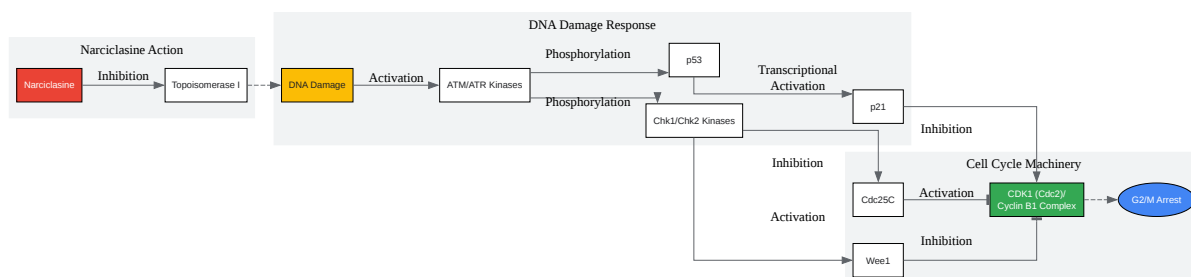 DNA Damage Response
Narciclasine Action
Narciclasine
Inhibition
Topoisomerase I
DNA Damage
Activation
ATM/ATR Kinases
Phosphorylation
p53
Phosphorylation
Chk1/Chk2 Kinases
Transcriptional
Activation
p21
Inhibition
Inhibition
Cell Cycle Machinery
Cdc25C
Activation
CDK1 (Cdc2)/
Cyclin B1 Complex
G2/M Arrest
Activation
Wee1
Inhibition